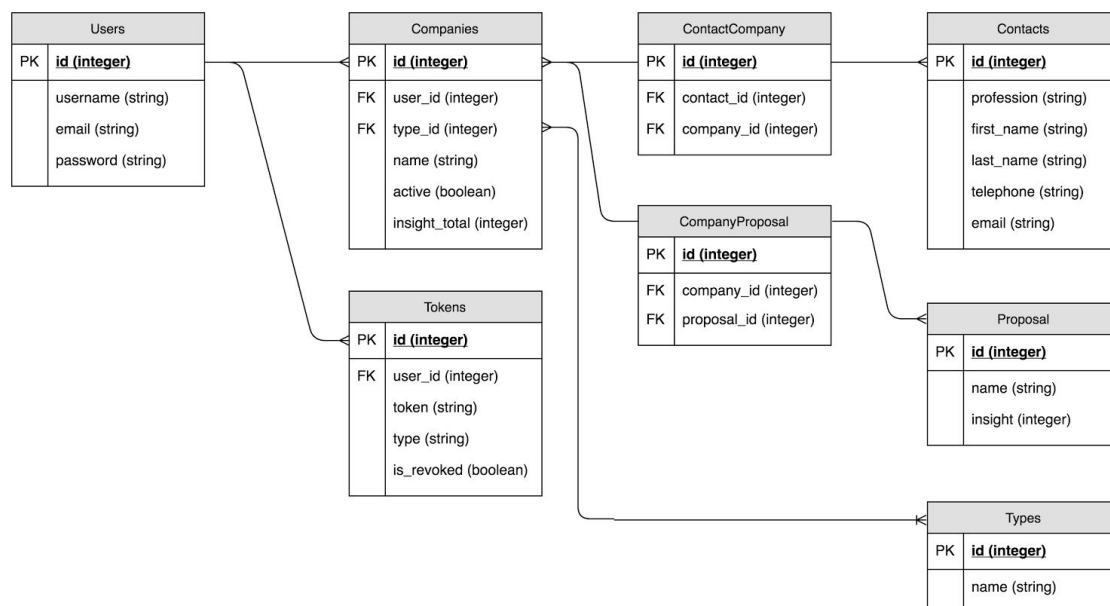 Users
PK id (integer)
username (string)
email (string)
password (string)
Companies
PK id (integer)
FK user_id (integer)
FK type_id (integer)
name (string)
active (boolean)
insight_total (integer)
ContactCompany
PK id (integer)
FK contact_id (integer)
FK company_id (integer)
Contacts
PK id (integer)
profession (string)
first_name (string)
last_name (string)
telephone (string)
email (string)
CompanyProposal
PK id (integer)
FK company_id (integer)
FK proposal_id (integer)
Tokens
PK id (integer)
FK user_id (integer)
token (string)
type (string)
is_revoked (boolean)
Proposal
PK id (integer)
name (string)
insight (integer)
Types
PK id (integer)
name (string)